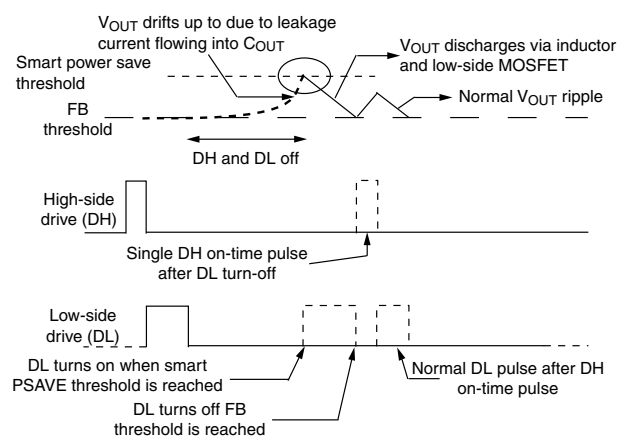 VOUT drifts up to due to leakage
current flowing into COUT
Smart power save
threshold
FB
threshold
VOUT discharges via inductor
and low-side MOSFET
Normal VOUT ripple
DH and DL off
High-side
drive (DH)
Single DH on-time pulse
after DL turn-off
Low-side
drive (DL)
DL turns on when smart
PSAVE threshold is reached
DL turns off FB
threshold is reached
Normal DL pulse after DH
on-time pulse